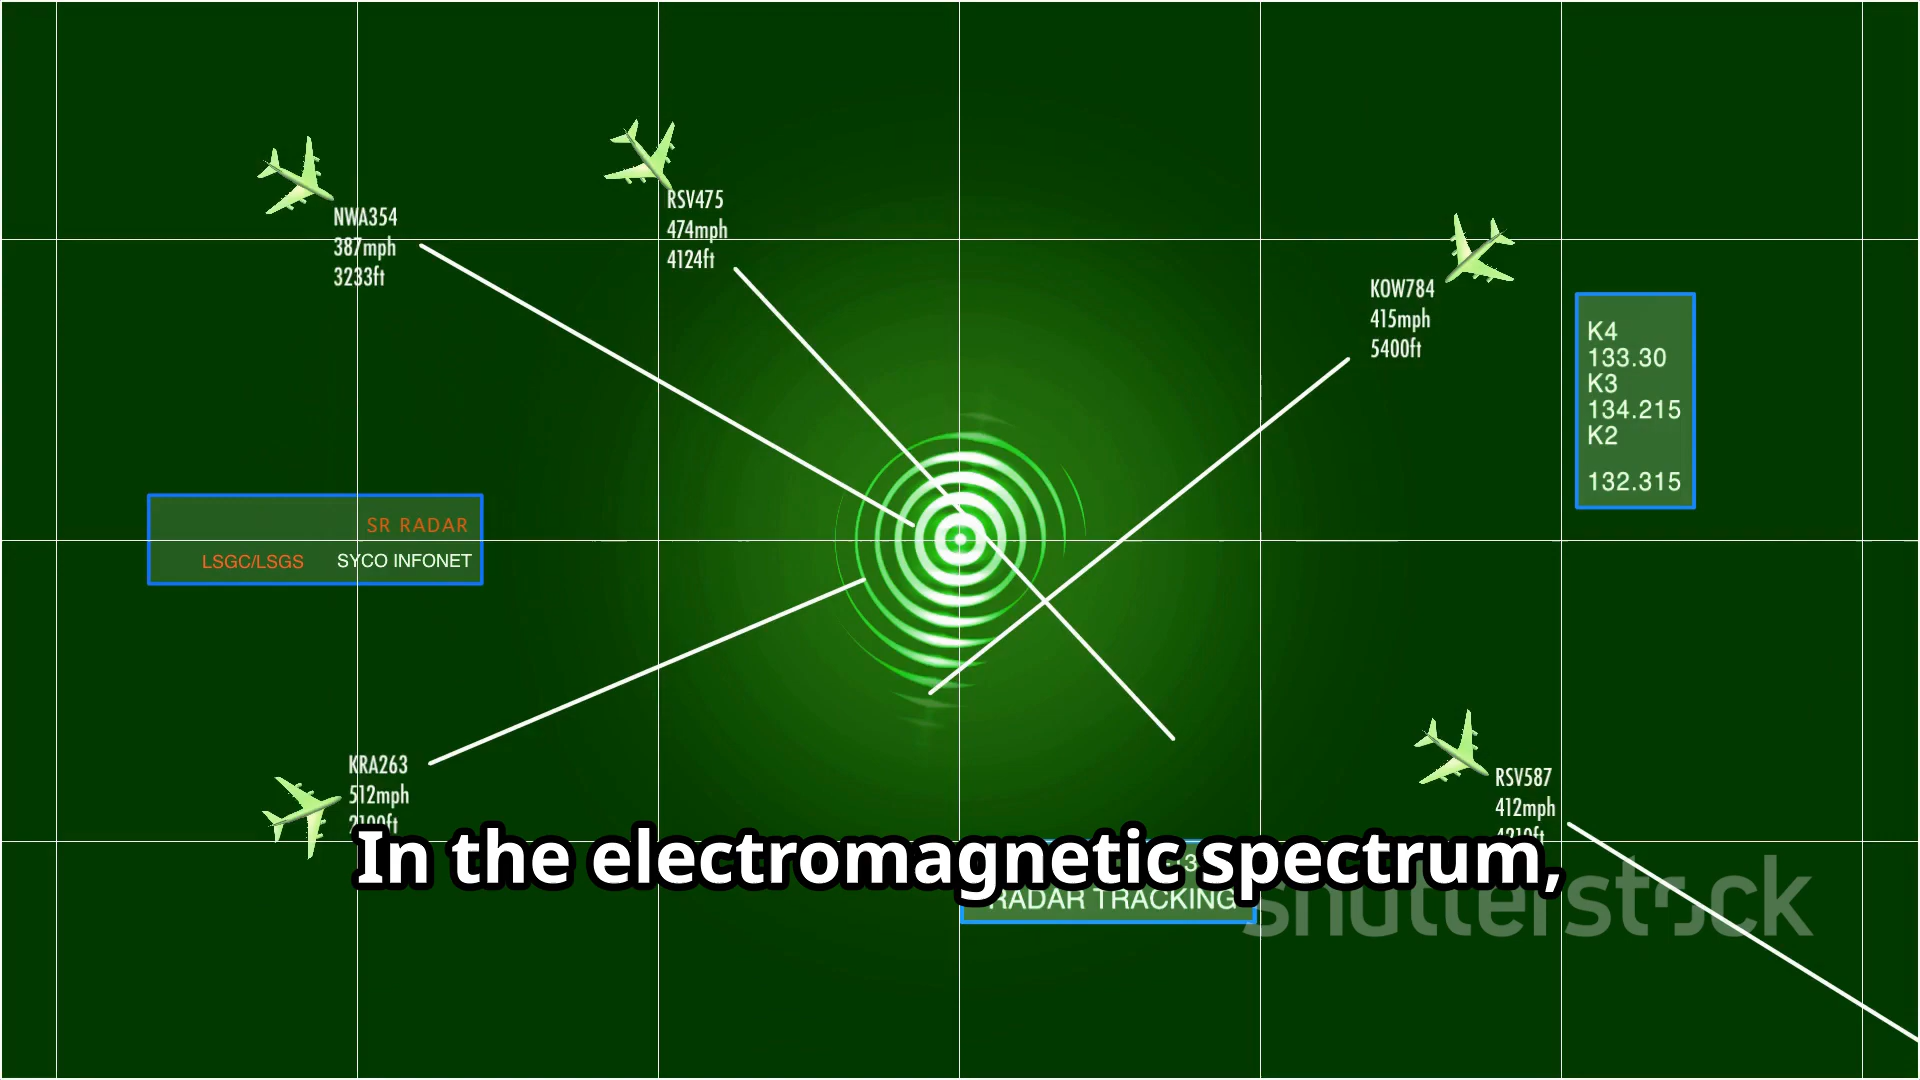 NWA354
387mph
3233ft
RSV475
474mph
4124ft
KOW784
415mph
5400ft
K4
133.30
K3
134.215
K2
132.315
SR RADAR
LSGC/LSGS SYCO INFONET
KRA263
512mph
RSV587
412mph
In the electromagnetic spectrum,
RADAR TRACKING
shutterstock